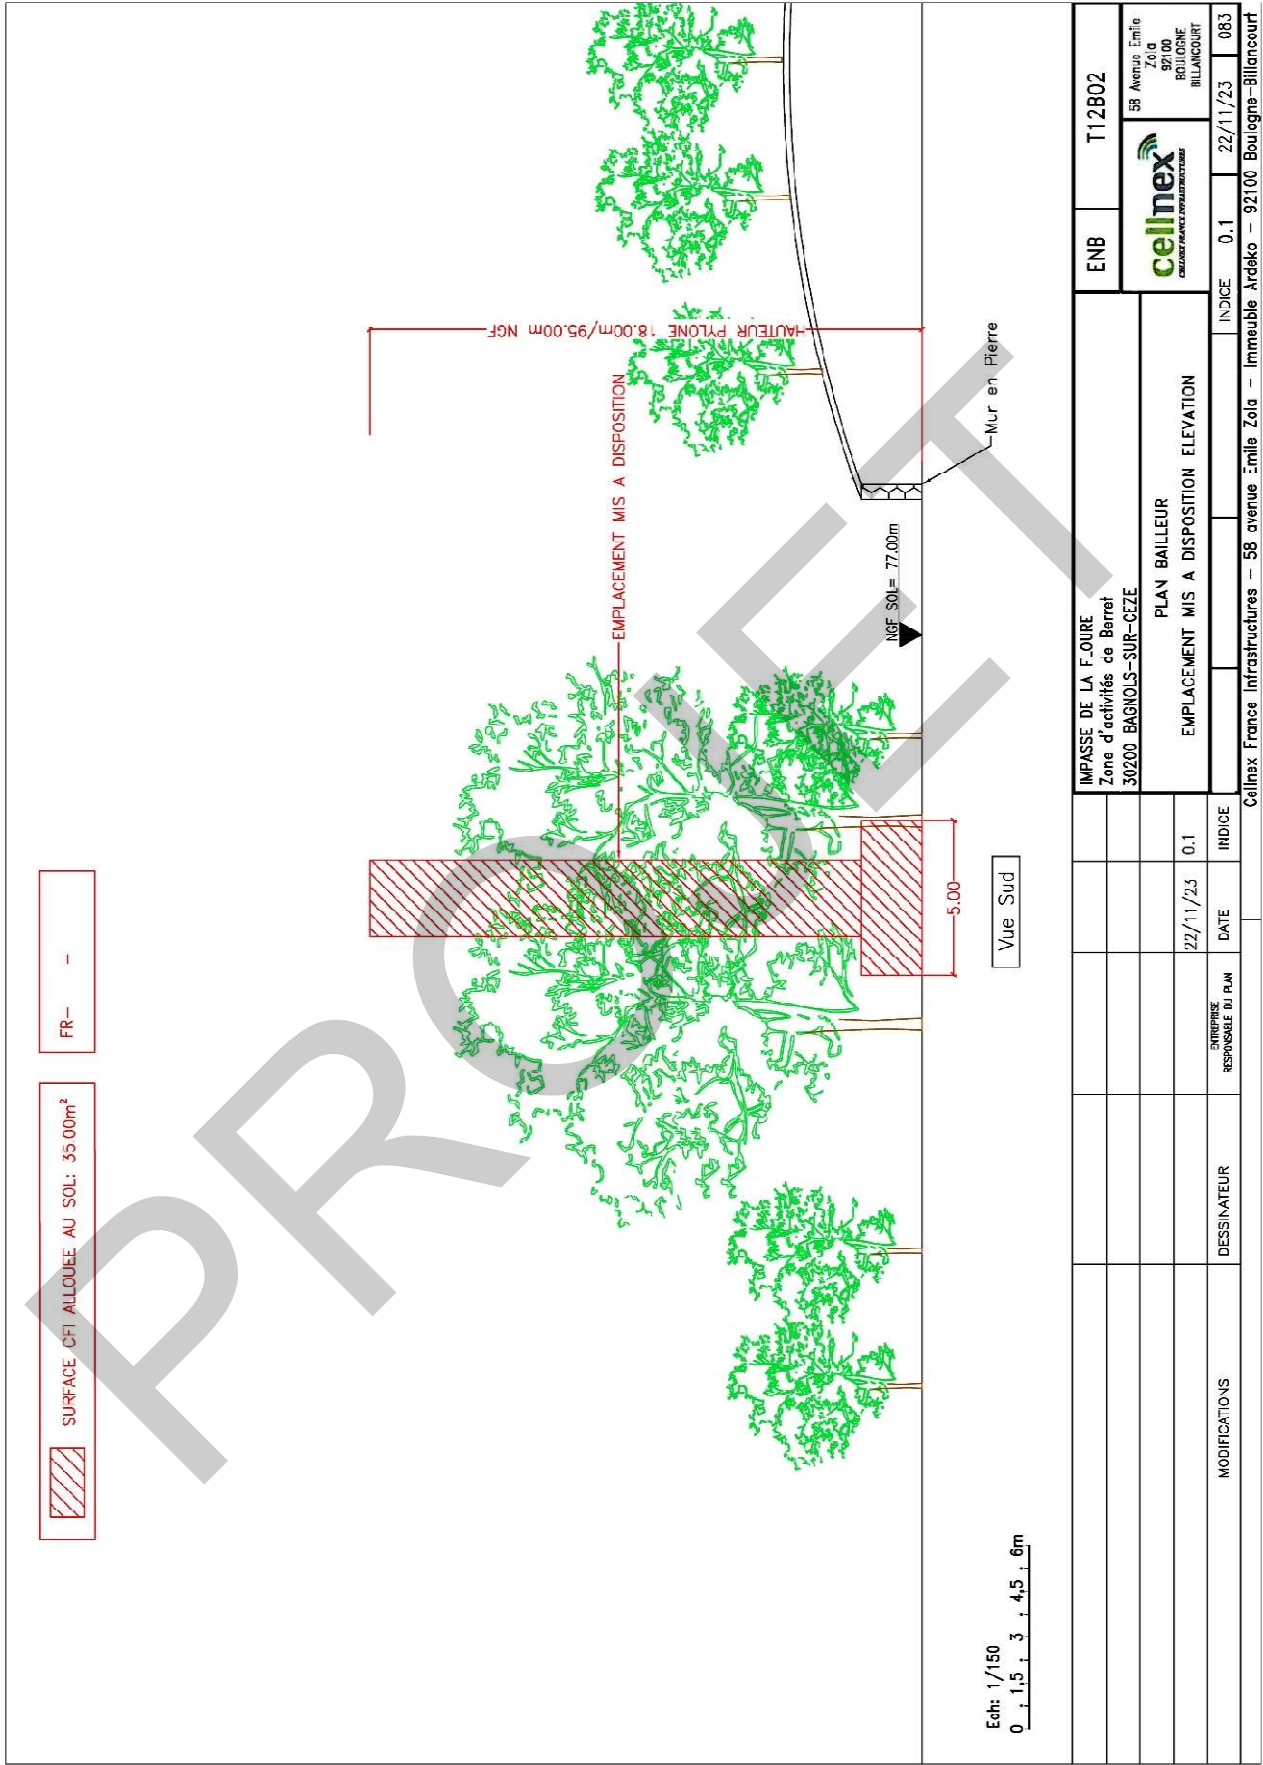 SURFACE CFI ALLOUEE AU SOL: 35.00m²
FR- -
HAUTEUR PYLONE 18.00m/95.00m NGF
EMPLACEMENT MIS A DISPOSITION
NGF SOL= 77.00m
Mur en Pierre
5.00
Vue Sud
Ech: 1/150
0 1,5 3 4,5 6m
PROJET
IMPASSE DE LA F_OURE
Zone d'activités de Berret
30200 BAGNOLS-SUR-CEZE
ENB
T12B02
PLAN BAILLEUR
EMPLACEMENT MIS A DISPOSITION ELEVATION
cellnex
CELLNEX FRANCE INFRASTRUCTURES
58 Avenue Emile
Zola
92100
BOULOGNE
BILLANCOURT
22/11/23 0.1
MODIFICATIONS
DESSINATEUR
ENTREPRISE
RESPONSABLE DU PLAN
DATE
INDICE
INDICE 0.1 22/11/23 083
Cellnex France Infrastructures - 58 avenue Emile Zola - Immeuble Ardeko - 92100 Boulogne-Billancourt